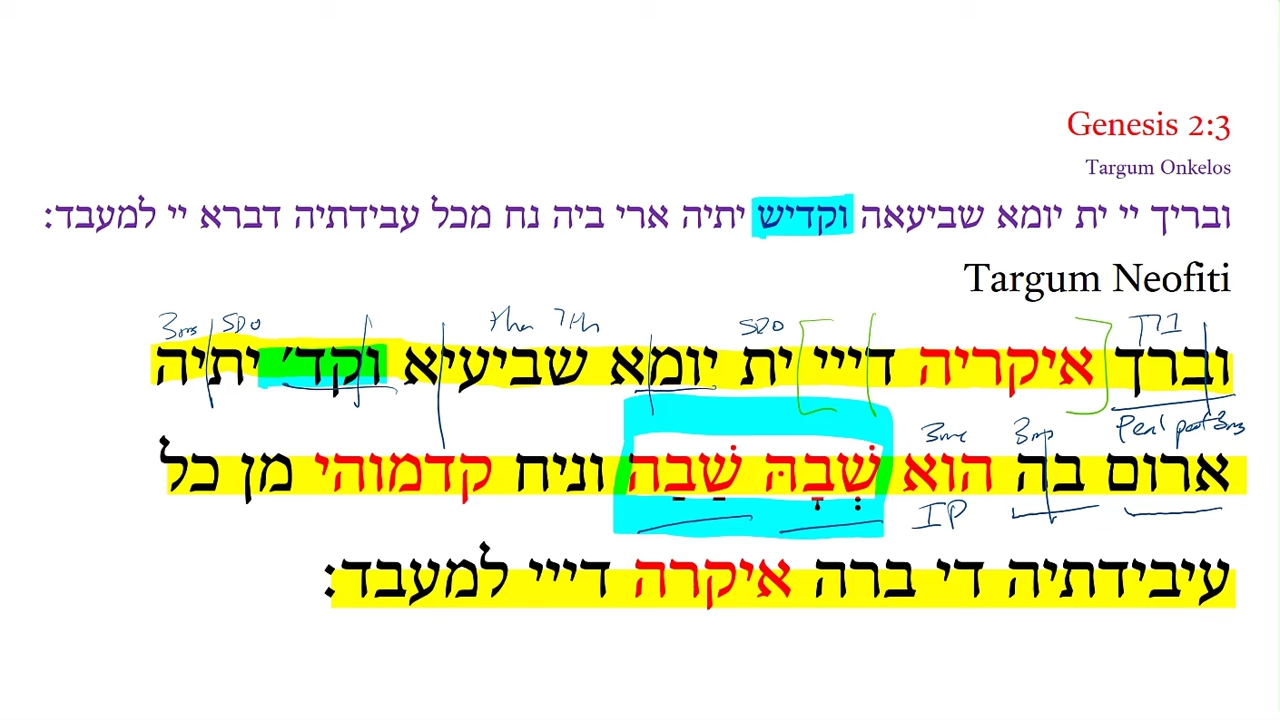 Genesis 2:3
Targum Onkelos
ובריך יי ית יומא שביעאה וקדיש יתיה ארי ביה נח מכל עבידתיה דברא יי למעבד:
Targum Neofiti
3ms SDO the 7th SDO ברך
וברך איקריה דייי ית יומא שביעיא וקד׳ יתיה
Peal perf 3ms
ארום בה הוא שְׁבָהּ שַׁבַּה וניח קדמוהי מן כל
IP
עיבידתיה די ברה איקרה דייי למעבד: